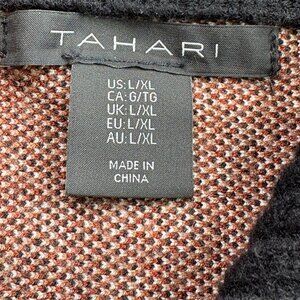 TAHARI
US: L/XL
CA: G/TG
UK: L/XL
EU: L/XL
AU: L/XL
MADE IN
CHINA